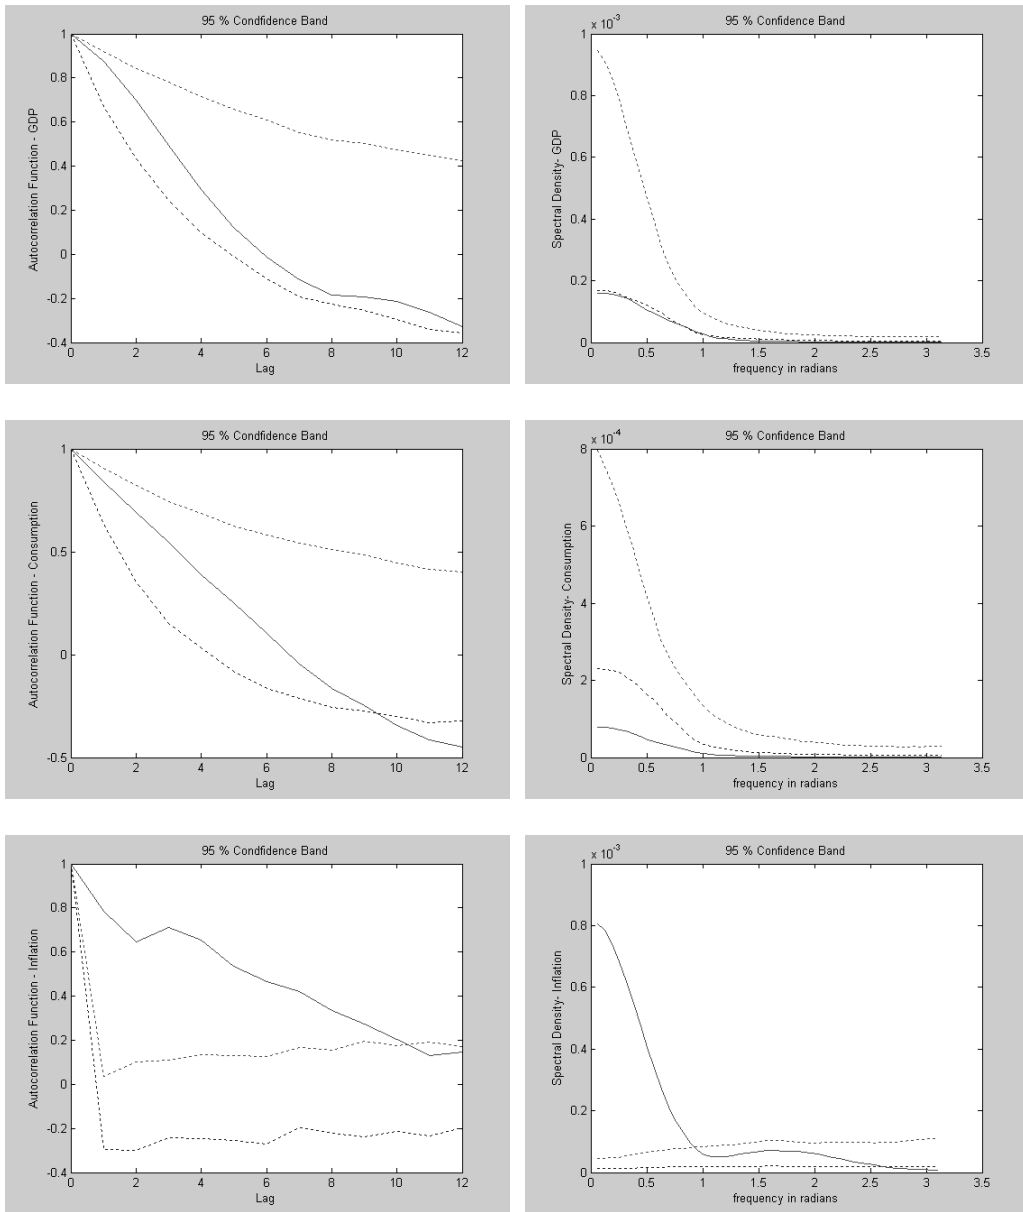 95 % Condfidence Band
Autocorrelation Function - GDP
1
0.8
0.6
0.4
0.2
0
-0.2
-0.4
0 2 4 6 8 10 12
Lag
95 % Confidence Band
x 10-3
Spectral Density- GDP
1
0.8
0.6
0.4
0.2
0
0 0.5 1 1.5 2 2.5 3 3.5
frequency in radians
95 % Condfidence Band
Autocorrelation Function - Consumption
1
0.5
0
-0.5
0 2 4 6 8 10 12
Lag
95 % Confidence Band
x 10-4
Spectral Density- Consumption
8
6
4
2
0
0 0.5 1 1.5 2 2.5 3 3.5
frequency in radians
95 % Condfidence Band
Autocorrelation Function - Inflation
1
0.8
0.6
0.4
0.2
0
-0.2
-0.4
0 2 4 6 8 10 12
Lag
95 % Confidence Band
x 10-3
Spectral Density- Inflation
1
0.8
0.6
0.4
0.2
0
0 0.5 1 1.5 2 2.5 3 3.5
frequency in radians